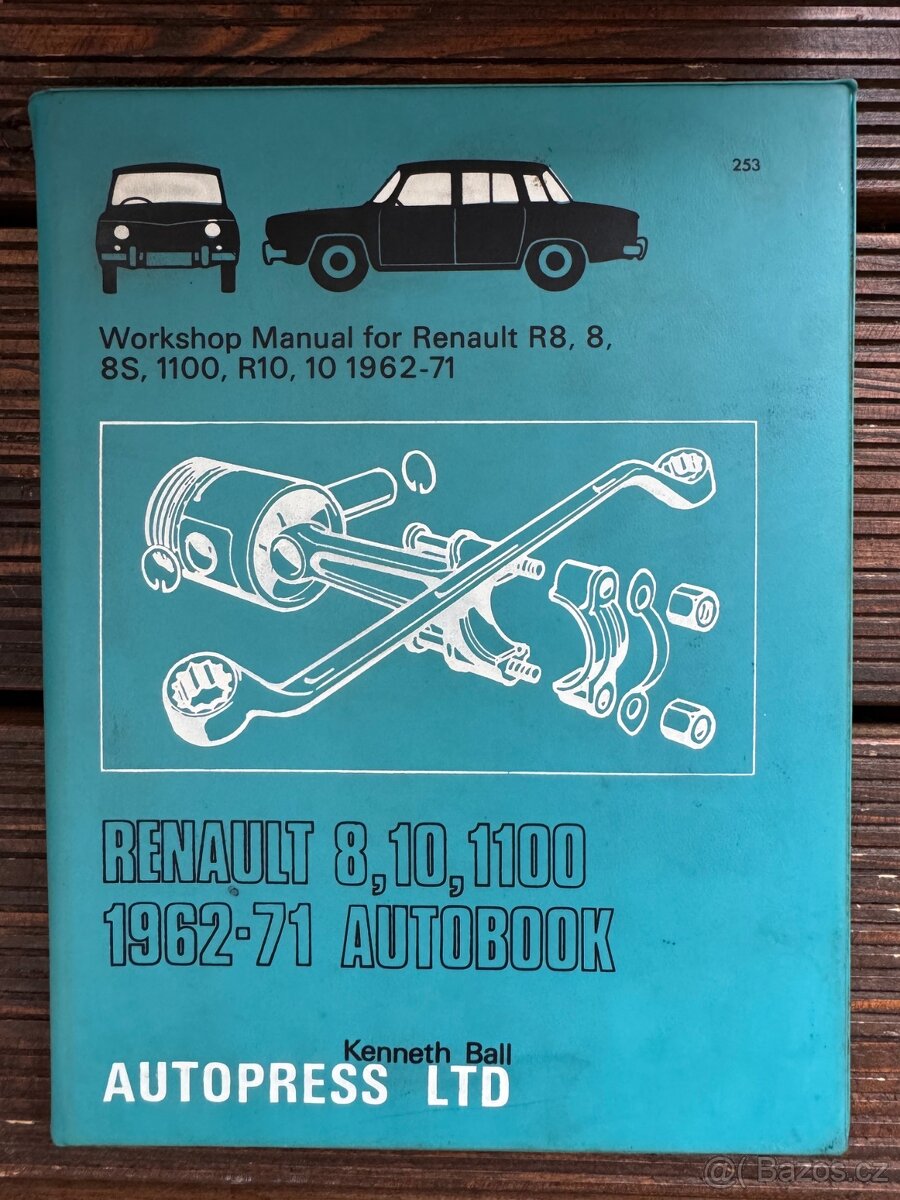 253
Workshop Manual for Renault R8, 8,
8S, 1100, R10, 10 1962-71
RENAULT 8,10,1100
1962-71 AUTOBOOK
Kenneth Ball
AUTOPRESS LTD
@( Bazos.cz